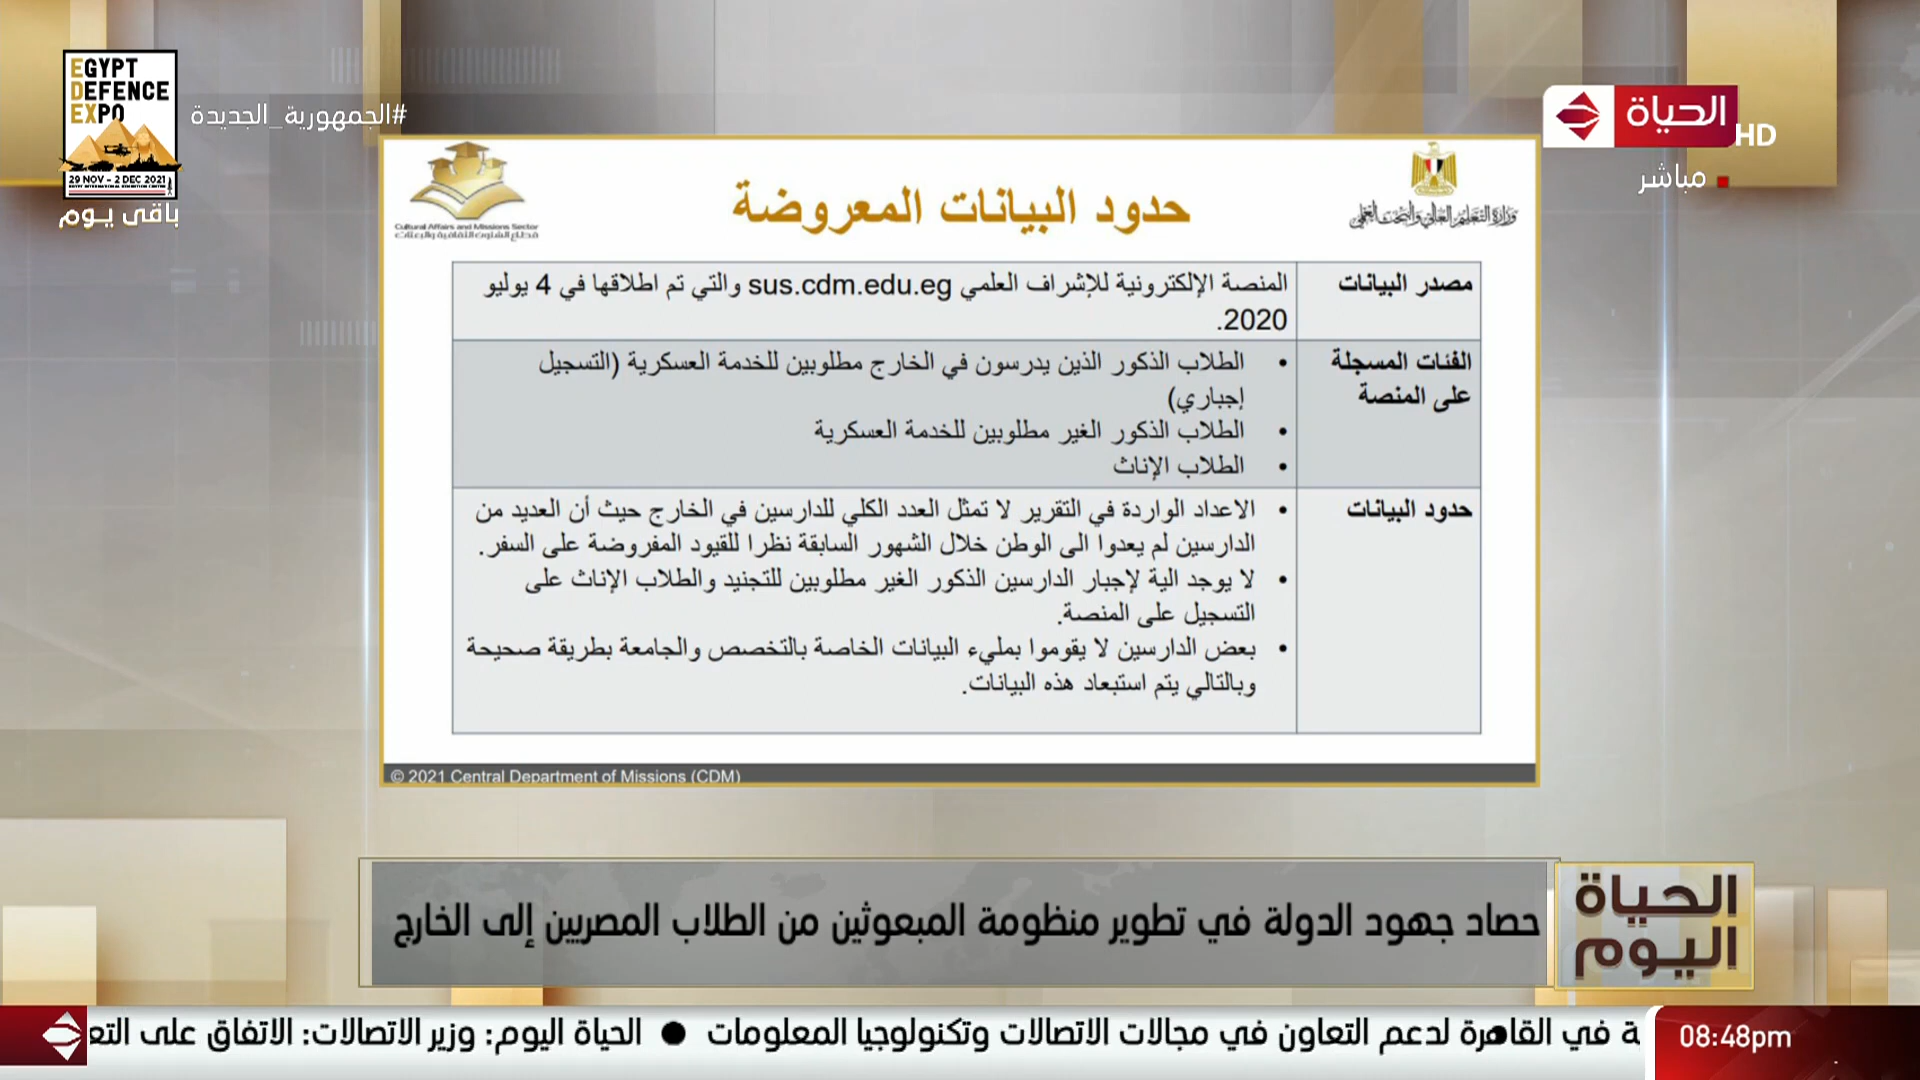 EGYPT
DEFENCE
EXPO
29 NOV - 2 DEC 2021
باقى يوم
#الجمهورية_الجديدة
الحياة
HD
مباشر
Cultural Affairs and Missions Sector
قطاع الشئون الثقافية والبعثات
حدود البيانات المعروضة
وزارة التعليم العالي والبحث العلمي
مصدر البيانات
المنصة الإلكترونية للإشراف العلمي sus.cdm.edu.eg والتي تم اطلاقها في 4 يوليو
2020.
الفئات المسجلة
على المنصة
• الطلاب الذكور الذين يدرسون في الخارج مطلوبين للخدمة العسكرية (التسجيل
إجباري)
• الطلاب الذكور الغير مطلوبين للخدمة العسكرية
• الطلاب الإناث
حدود البيانات
• الاعداد الواردة في التقرير لا تمثل العدد الكلي للدارسين في الخارج حيث أن العديد من
الدارسين لم يعدوا الى الوطن خلال الشهور السابقة نظرا للقيود المفروضة على السفر.
• لا يوجد الية لإجبار الدارسين الذكور الغير مطلوبين للتجنيد والطلاب الإناث على
التسجيل على المنصة.
• بعض الدارسين لا يقوموا بمليء البيانات الخاصة بالتخصص والجامعة بطريقة صحيحة
وبالتالي يتم استبعاد هذه البيانات.
© 2021 Central Department of Missions (CDM)
الحياة
اليوم
حصاد جهود الدولة في تطوير منظومة المبعوثين من الطلاب المصريين إلى الخارج
ة في القاهرة لدعم التعاون في مجالات الاتصالات وتكنولوجيا المعلومات ● الحياة اليوم: وزير الاتصالات: الاتفاق على التع
08:48pm